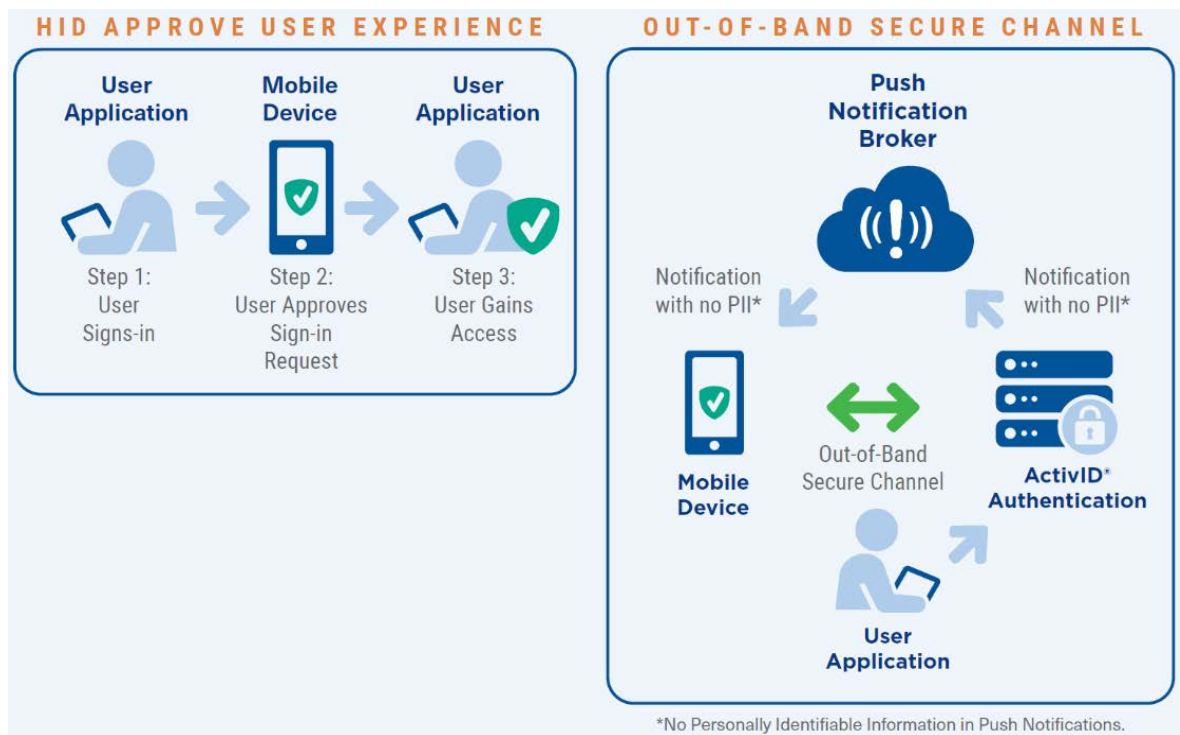 HID APPROVE USER EXPERIENCE
User
Application
Mobile
Device
User
Application
Step 1:
User
Signs-in
Step 2:
User Approves
Sign-in
Request
Step 3:
User Gains
Access
OUT-OF-BAND SECURE CHANNEL
Push
Notification
Broker
Notification
with no PII*
Notification
with no PII*
Mobile
Device
Out-of-Band
Secure Channel
ActivID®
Authentication
User
Application
*No Personally Identifiable Information in Push Notifications.